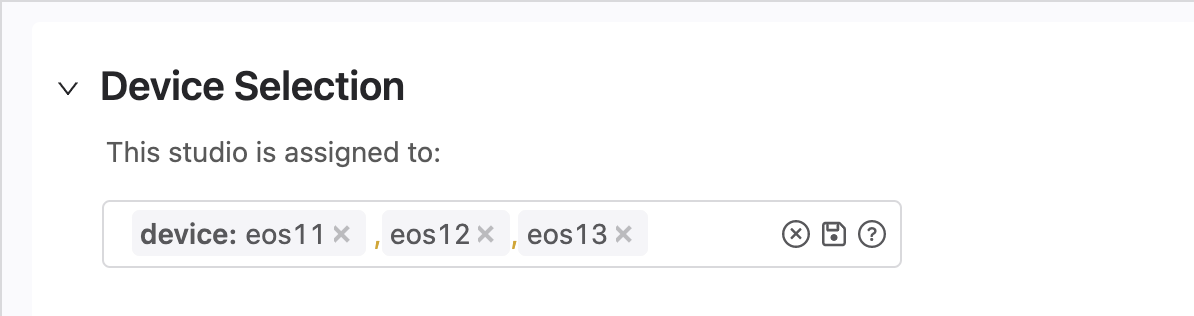 Device Selection
This studio is assigned to:
device: eos11 × , eos12 × , eos13 ×